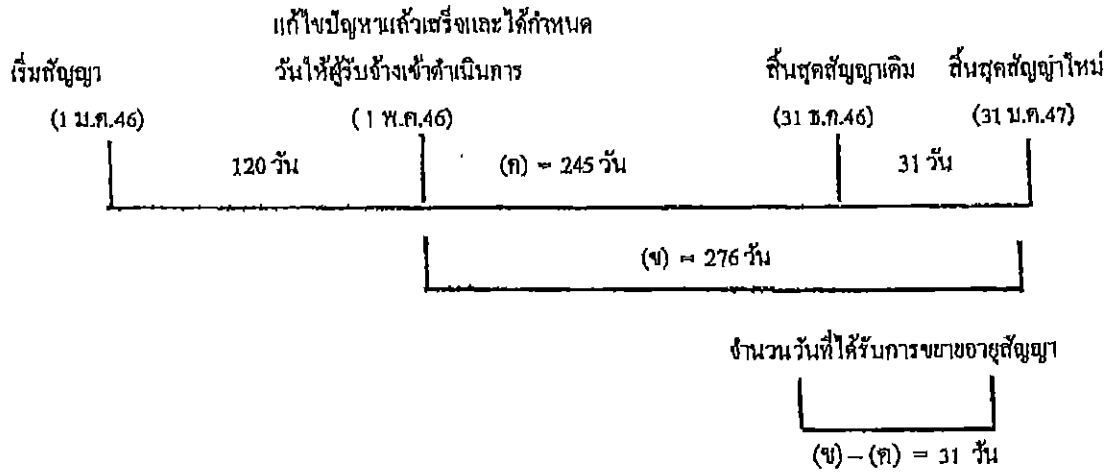 แก้ไขปัญหาแล้วเสร็จและได้กำหนด
เริ่มสัญญา วันให้ผู้รับจ้างเข้าดำเนินการ สิ้นสุดสัญญาเดิม สิ้นสุดสัญญาใหม่
(1 ม.ค.46) (1 พ.ค.46) (31 ธ.ค.46) (31 ม.ค.47)
120 วัน (ค) = 245 วัน 31 วัน
(ข) = 276 วัน
จำนวนวันที่ได้รับการขยายอายุสัญญา
(ข) – (ค) = 31 วัน